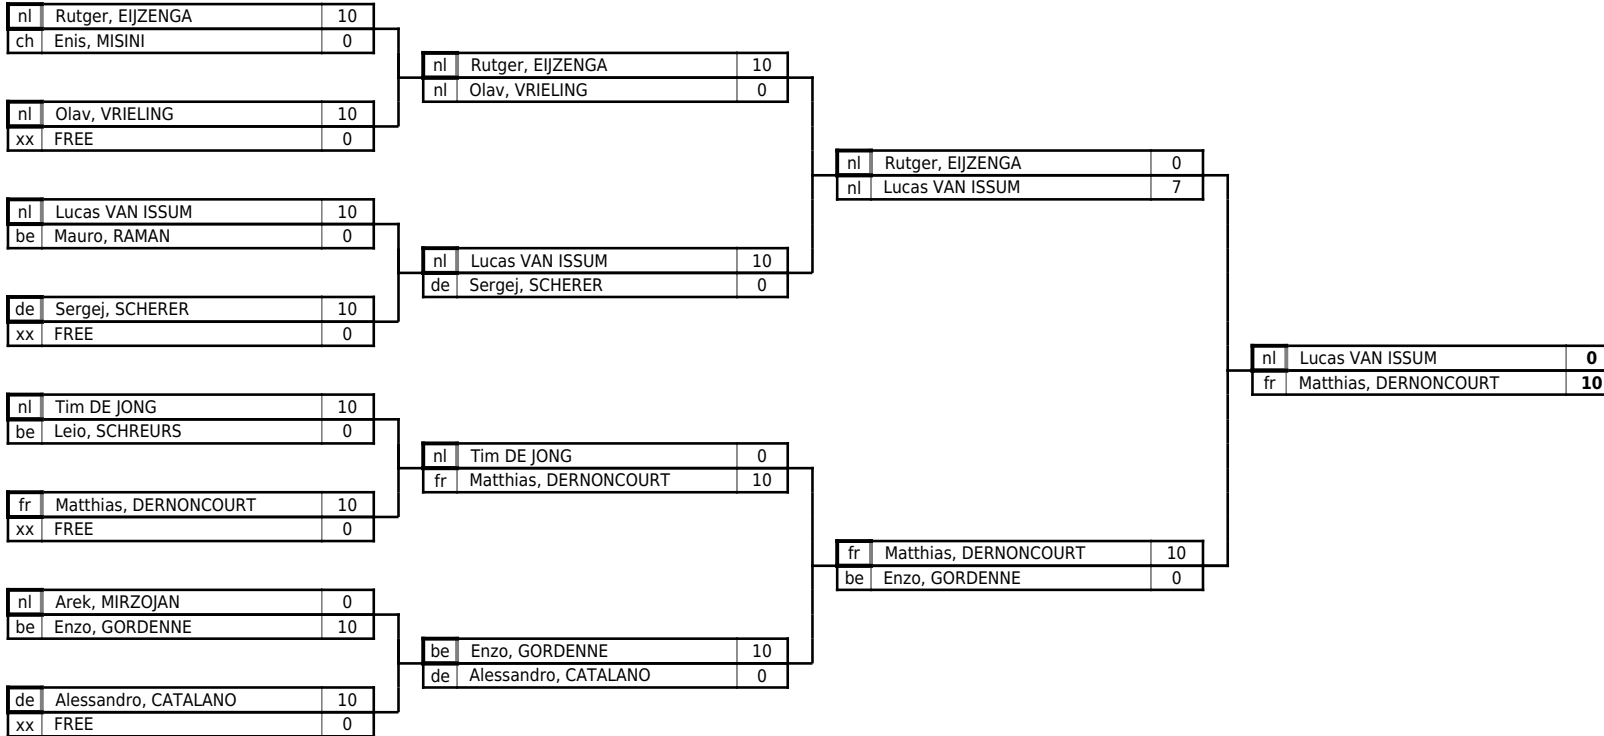 nl Rutger, EIJZENGA 10
ch Enis, MISINI 0
nl Olav, VRIELING 10
xx FREE 0
nl Lucas VAN ISSUM 10
be Mauro, RAMAN 0
de Sergej, SCHERER 10
xx FREE 0
nl Tim DE JONG 10
be Leio, SCHREURS 0
fr Matthias, DERNONCOURT 10
xx FREE 0
nl Arek, MIRZOJAN 0
be Enzo, GORDENNE 10
de Alessandro, CATALANO 10
xx FREE 0
nl Rutger, EIJZENGA 10
nl Olav, VRIELING 0
nl Lucas VAN ISSUM 10
de Sergej, SCHERER 0
nl Tim DE JONG 0
fr Matthias, DERNONCOURT 10
be Enzo, GORDENNE 10
de Alessandro, CATALANO 0
nl Rutger, EIJZENGA 0
nl Lucas VAN ISSUM 7
fr Matthias, DERNONCOURT 10
be Enzo, GORDENNE 0
nl Lucas VAN ISSUM 0
fr Matthias, DERNONCOURT 10